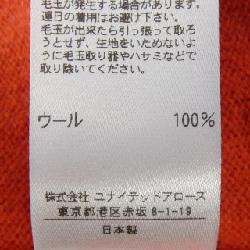 毛玉が発生する場合があります。
連日の着用はお避け下さい。
毛玉が出来たら引っ張って取ろ
うとせず、生地をいためないよ
うに毛玉取り器やハサミなどで
取り除いてください。
ウール 100%
株式会社 ユナイテッドアローズ
東京都港区赤坂 8-1-19
日本製